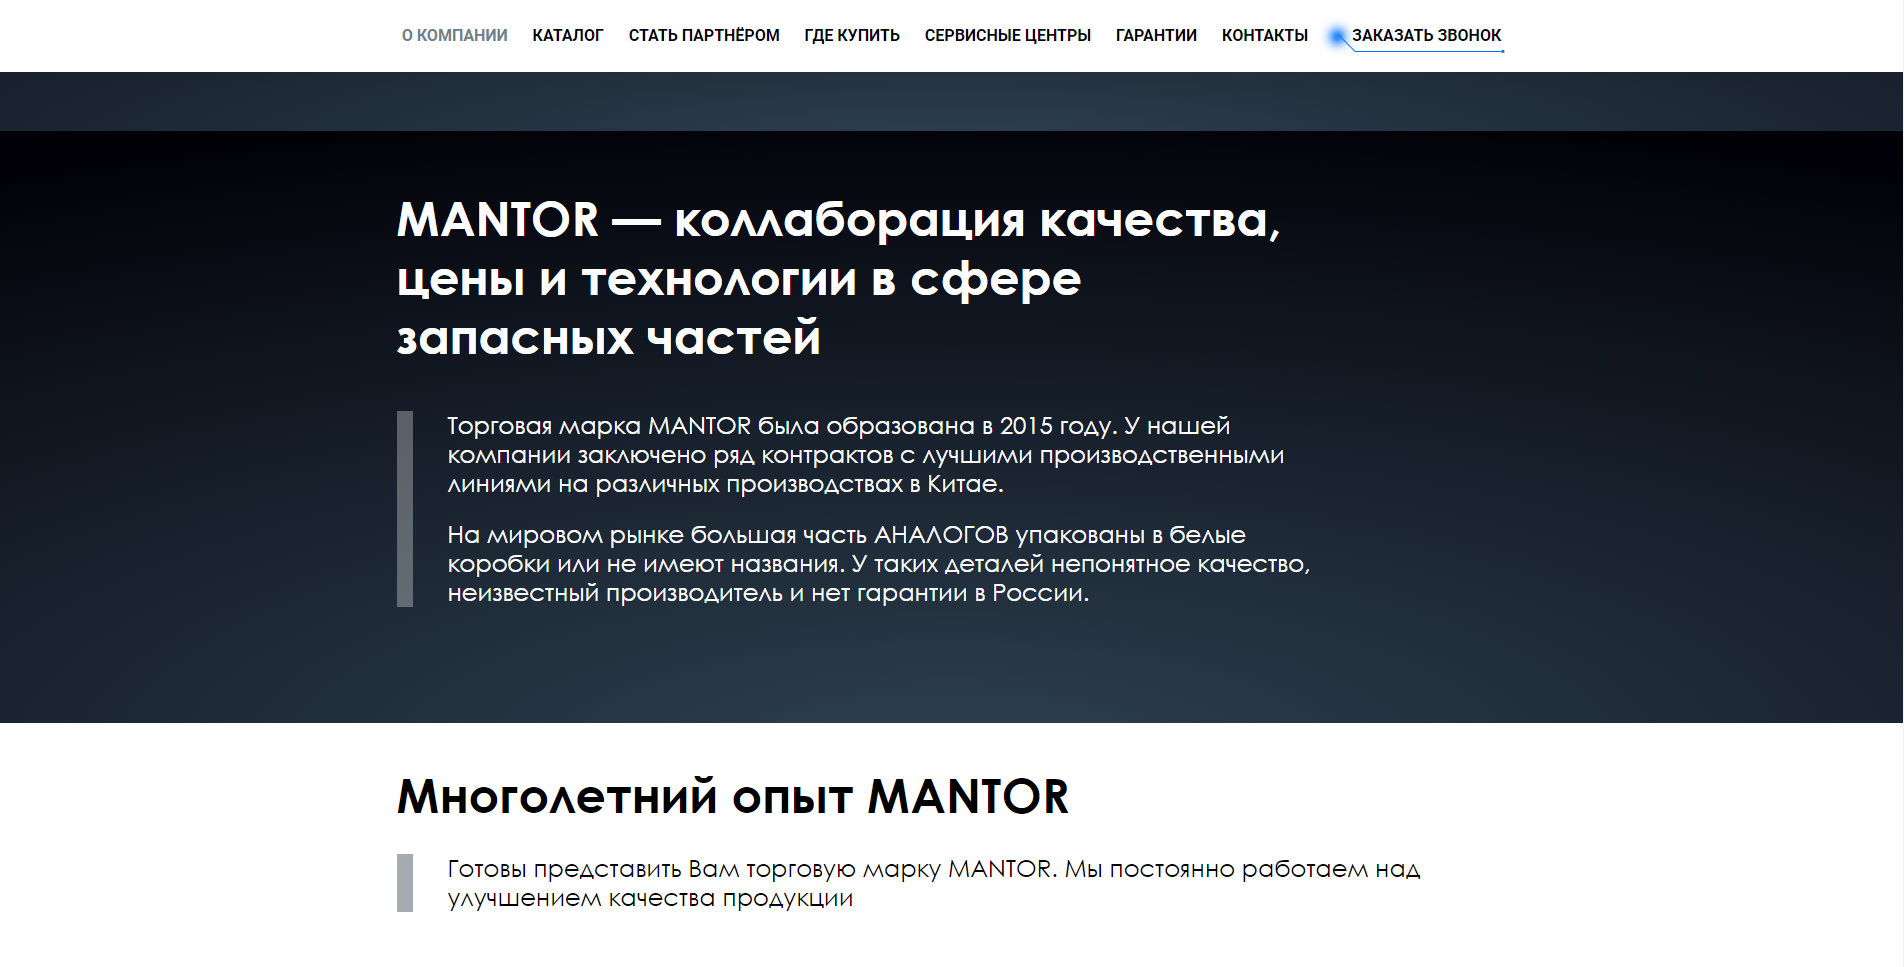 О КОМПАНИИ КАТАЛОГ СТАТЬ ПАРТНЁРОМ ГДЕ КУПИТЬ СЕРВИСНЫЕ ЦЕНТРЫ ГАРАНТИИ КОНТАКТЫ ЗАКАЗАТЬ ЗВОНОК
MANTOR — коллаборация качества,
цены и технологии в сфере
запасных частей
Торговая марка MANTOR была образована в 2015 году. У нашей
компании заключено ряд контрактов с лучшими производственными
линиями на различных производствах в Китае.
На мировом рынке большая часть АНАЛОГОВ упакованы в белые
коробки или не имеют названия. У таких деталей непонятное качество,
неизвестный производитель и нет гарантии в России.
Многолетний опыт MANTOR
Готовы представить Вам торговую марку MANTOR. Мы постоянно работаем над
улучшением качества продукции